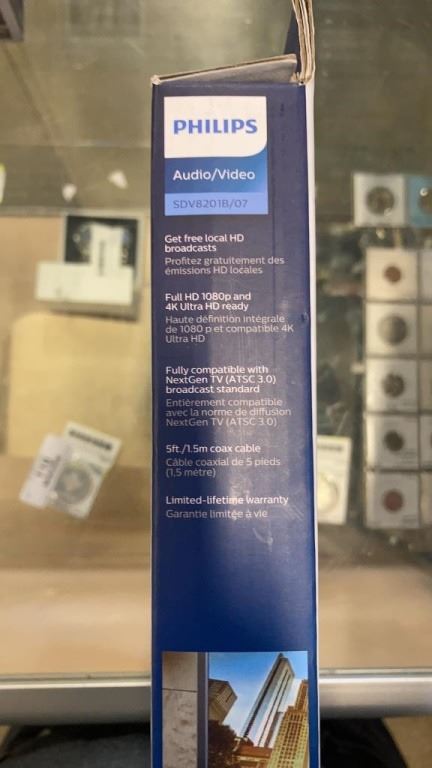 PHILIPS
Audio/Video
SDV8201B/07
Get free local HD
broadcasts
Profitez gratuitement des
émissions HD locales
Full HD 1080p and
4K Ultra HD ready
Haute définition intégrale
de 1080 p et compatible 4K
Ultra HD
Fully compatible with
NextGen TV (ATSC 3.0)
broadcast standard
Entièrement compatible
avec la norme de diffusion
NextGen TV (ATSC 3.0)
5ft./1.5m coax cable
Câble coaxial de 5 pieds
(1,5 mètre)
Limited-lifetime warranty
Garantie limitée à vie